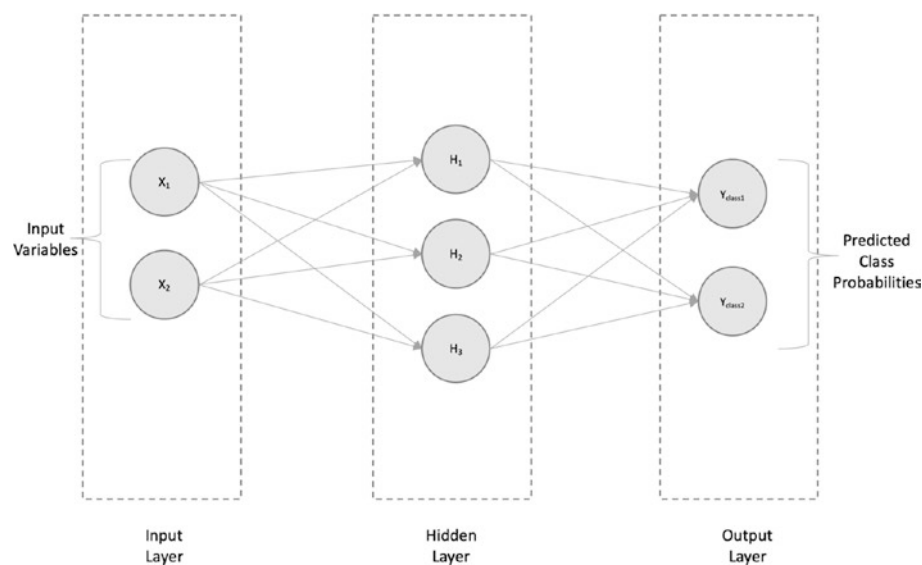 Input
Variables
X1
X2
H1
H2
H3
Yclass1
Yclass2
Predicted
Class
Probabilities
Input
Layer
Hidden
Layer
Output
Layer